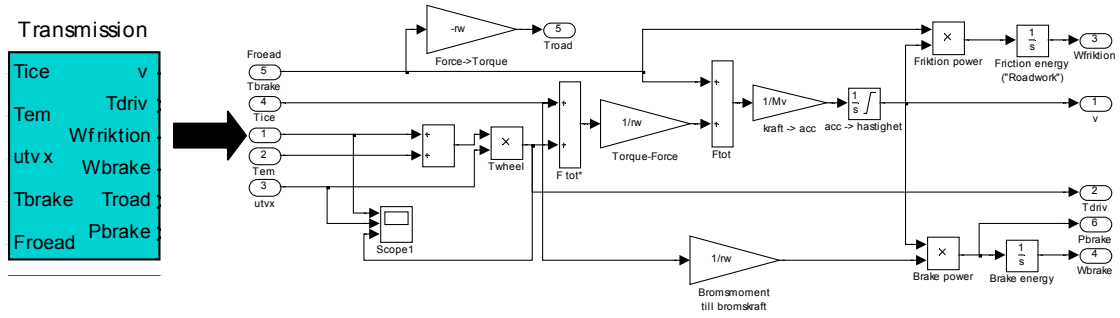 Transmission
Tice
v
Tem
Tdriv
utvx
Wfriktion
Wbrake
Tbrake
Troad
Froead
Pbrake
Froead
5
Tbrake
4
Tice
1
2
Tem
3
utvx
-rw
Force->Torque
5
Troad
+
+
×
Twheel
Scope1
+
+
F tot*
1/rw
Torque-Force
+
+
Ftot
1/Mv
kraft -> acc
1
s
acc -> hastighet
×
Friktion power
1
s
Friction energy
("Roadwork")
3
Wfriktion
1
v
2
Tdriv
6
Pbrake
1/rw
Bromsmoment
till bromskraft
×
Brake power
1
s
Brake energy
4
Wbrake